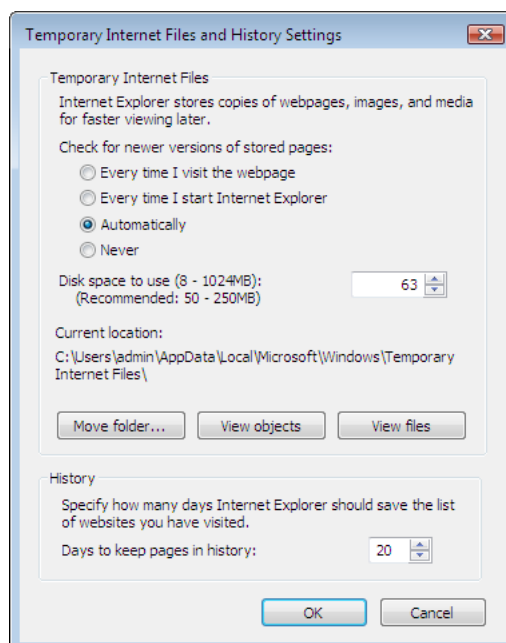 Temporary Internet Files and History Settings
Temporary Internet Files
Internet Explorer stores copies of webpages, images, and media
for faster viewing later.
Check for newer versions of stored pages:
Every time I visit the webpage
Every time I start Internet Explorer
Automatically
Never
Disk space to use (8 - 1024MB): 63
(Recommended: 50 - 250MB)
Current location:
C:\Users\admin\AppData\Local\Microsoft\Windows\Temporary
Internet Files\
Move folder... View objects View files
History
Specify how many days Internet Explorer should save the list
of websites you have visited.
Days to keep pages in history: 20
OK Cancel